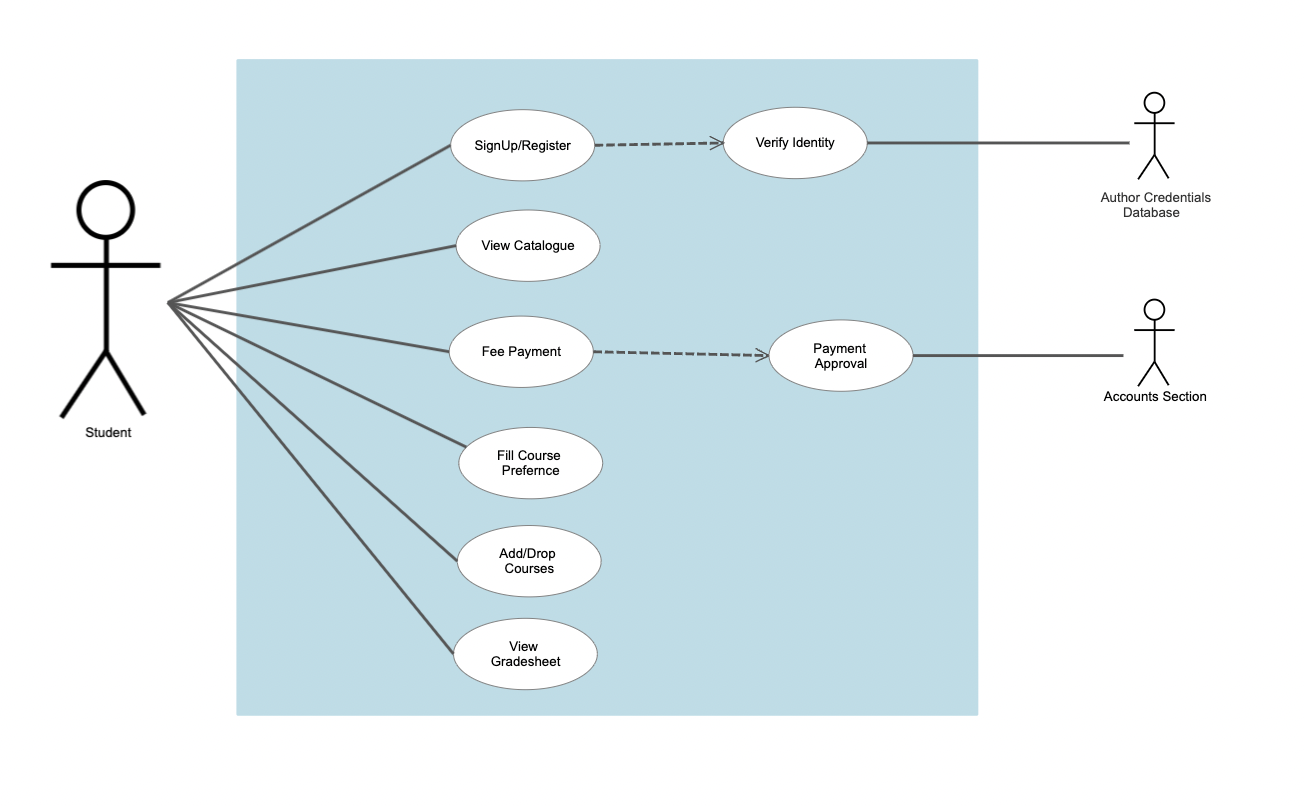 SignUp/Register
Verify Identity
Author Credentials
Database
View Catalogue
Fee Payment
Payment
Approval
Accounts Section
Student
Fill Course
Prefernce
Add/Drop
Courses
View
Gradesheet